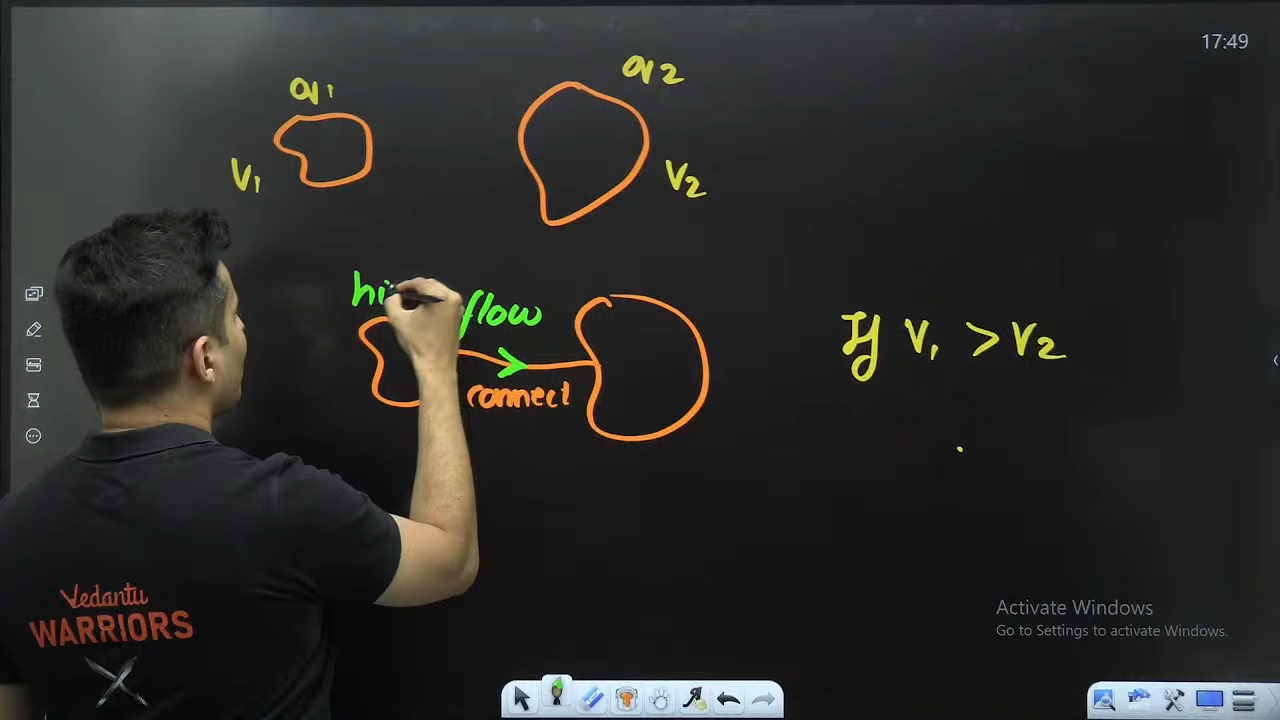 17:49
q1
q2
V1
V2
hi
flow
connect
If V1 > V2
Vedantu
WARRIORS
Activate Windows
Go to Settings to activate Windows.